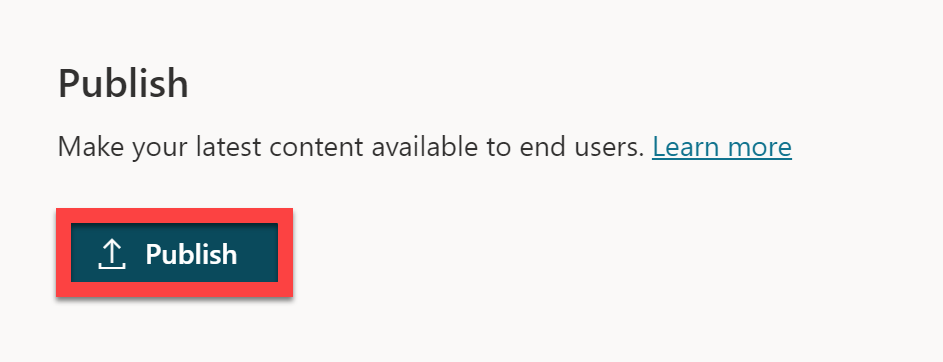 Publish
Make your latest content available to end users. Learn more
Publish